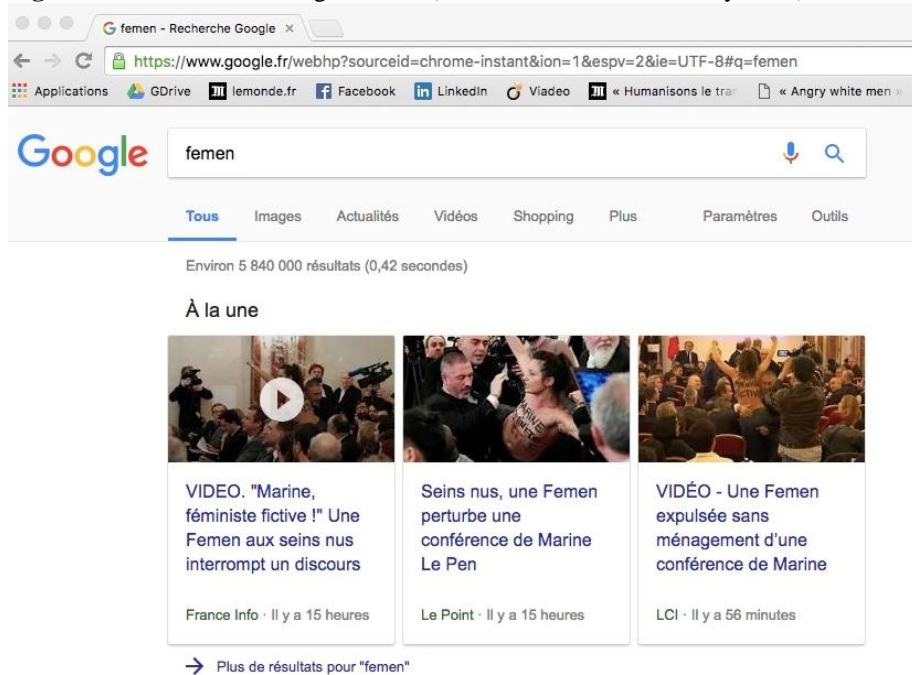 femen - Recherche Google ×
https://www.google.fr/webhp?sourceid=chrome-instant&ion=1&espv=2&ie=UTF-8#q=femen
Applications GDrive lemonde.fr Facebook LinkedIn Viadeo « Humanisons le « Angry white men »
Google femen
Tous Images Actualités Vidéos Shopping Plus Paramètres Outils
Environ 5 840 000 résultats (0,42 secondes)
À la une
VIDEO. "Marine,
féministe fictive !" Une
Femen aux seins nus
interrompt un discours
France Info · Il y a 15 heures
Seins nus, une Femen
perturbe une
conférence de Marine
Le Pen
Le Point · Il y a 15 heures
VIDÉO - Une Femen
expulsée sans
ménagement d'une
conférence de Marine
LCI · Il y a 56 minutes
Plus de résultats pour "femen"